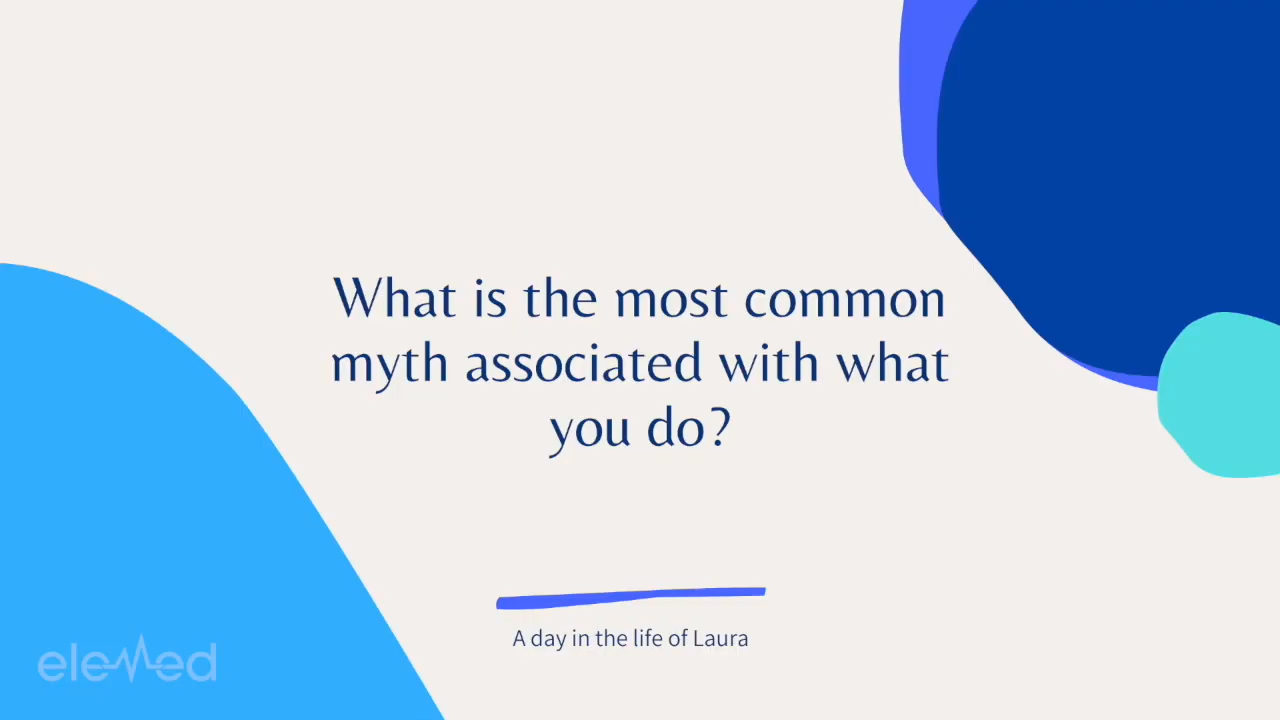 What is the most common
myth associated with what
you do?
A day in the life of Laura
elemed